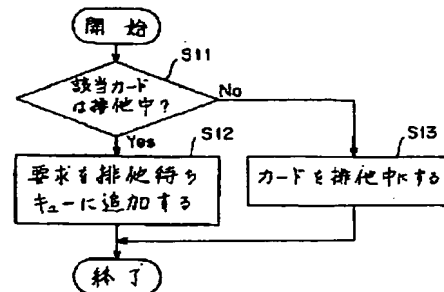 開始
S11
該当カード
は排他中?
No
Yes
S12
S13
要求を排他待ち
キューに追加する
カードを排他中にする
終了